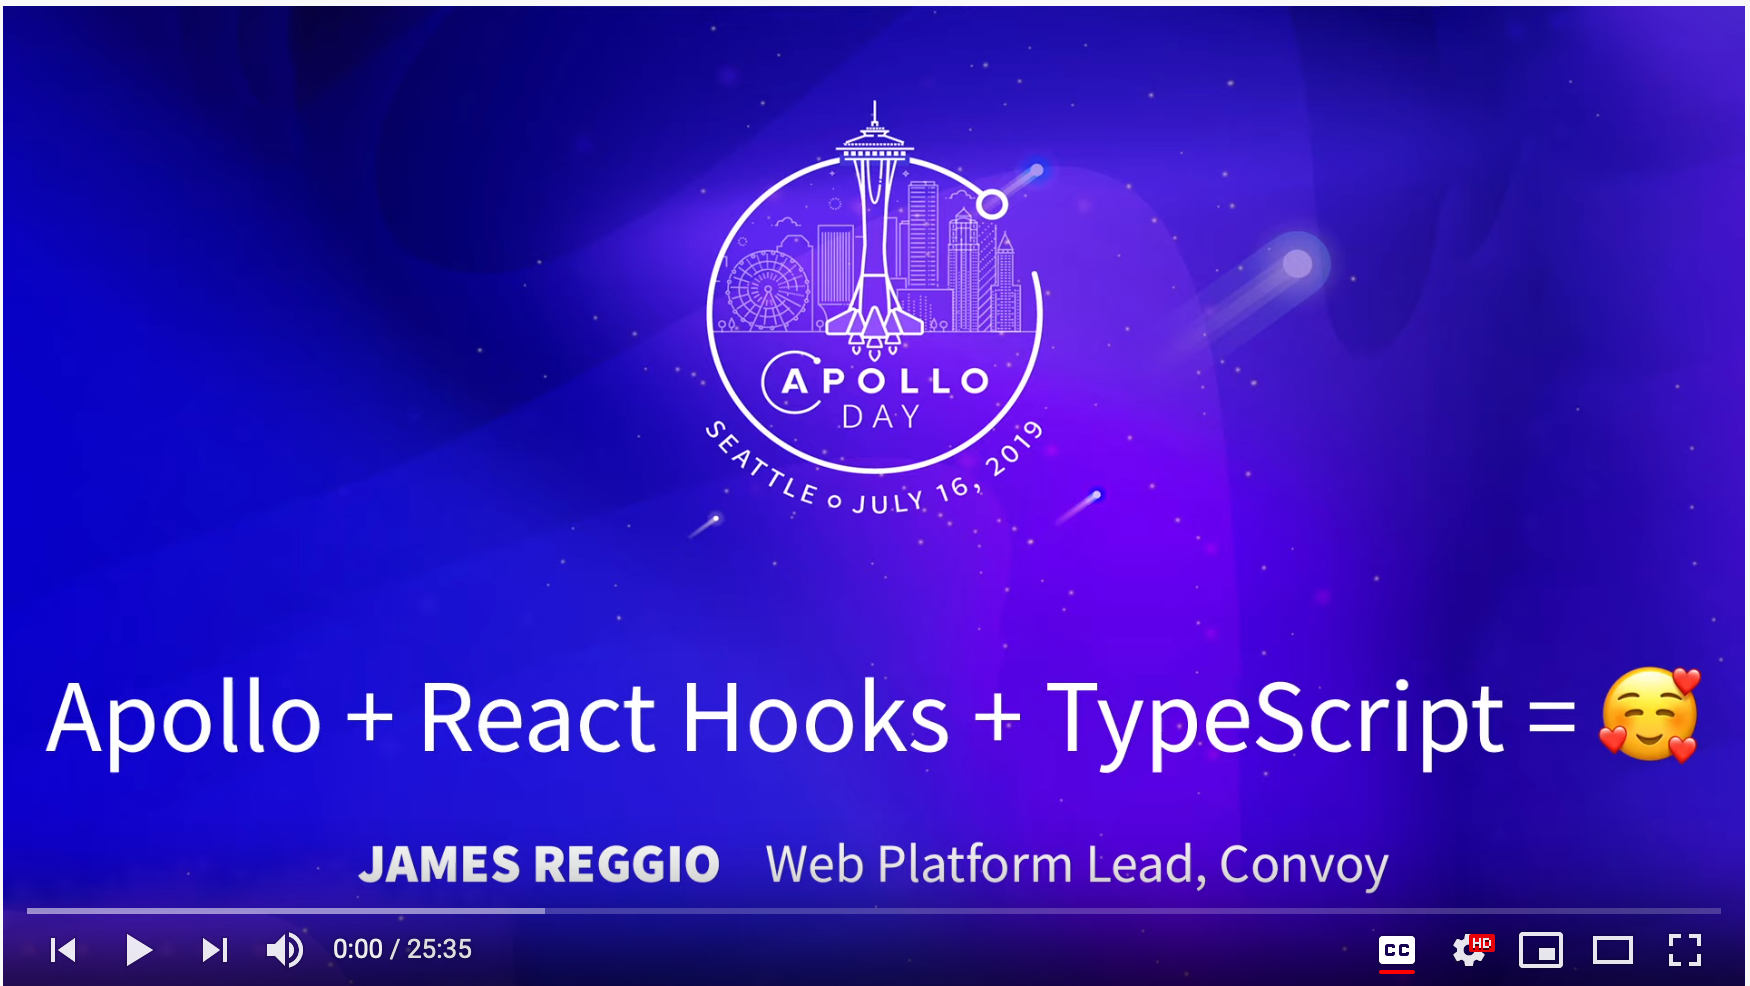 APOLLO
DAY
SEATTLE o JULY 16, 2019
Apollo + React Hooks + TypeScript = 🥰
JAMES REGGIO Web Platform Lead, Convoy
0:00 / 25:35
CC
HD